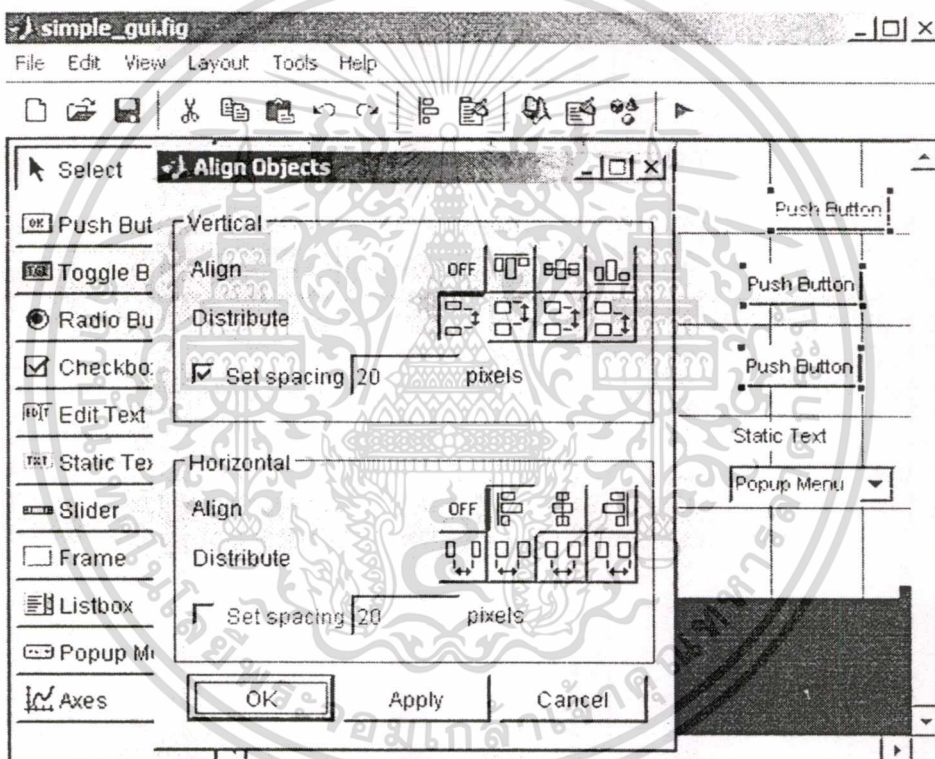 simple_gui.fig
File Edit View Layout Tools Help
Select
Align Objects
Push But
Vertical
Push Button
Toggle B
Align
OFF
Push Button
Radio Bu
Distribute
Checkbo
Set spacing 20 pixels
Push Button
Edit Text
Static Text
Static Tex
Horizontal
Popup Menu
Slider
Align
OFF
Frame
Distribute
Listbox
Set spacing 20 pixels
Popup M
Axes
OK Apply Cancel